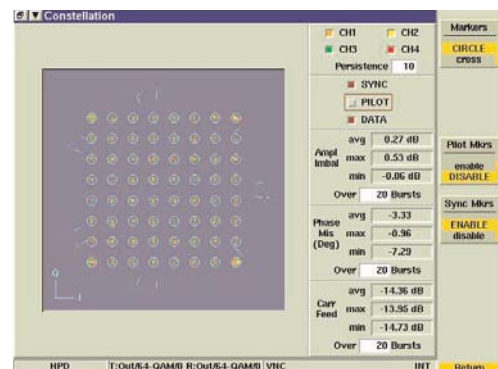 Constellation
CH1 CH2
CH3 CH4
Persistence 10
SYNC
PILOT
DATA
Ampl Imbal
avg 0.27 dB
max 0.53 dB
min -0.06 dB
Over 20 Bursts
Phase Mis (Deg)
avg -3.33
max -0.96
min -7.29
Over 20 Bursts
Carr Feed
avg -14.36 dB
max -13.95 dB
min -14.73 dB
Over 20 Bursts
Q
I
Markers
CIRCLE
cross
Pilot Mkrs
enable
DISABLE
Sync Mkrs
ENABLE
disable
Return
HPD T:Out/64-QAM/0 R:Out/64-QAM/0 VNC INT